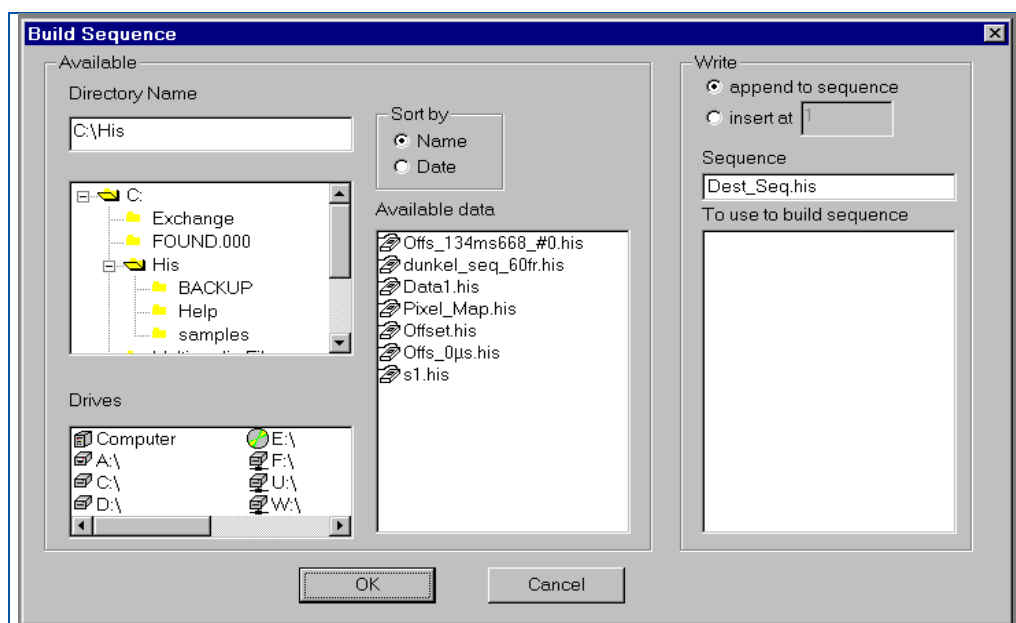 Build Sequence
Available
Directory Name
C:\His
C:
Exchange
FOUND.000
His
BACKUP
Help
samples
Drives
Computer
A:\
C:\
D:\
E:\
F:\
U:\
W:\
Sort by
Name
Date
Available data
Offs_134ms668_#0.his
dunkel_seq_60fr.his
Data1.his
Pixel_Map.his
Offset.his
Offs_0µs.his
s1.his
Write
append to sequence
insert at 1
Sequence
Dest_Seq.his
To use to build sequence
OK
Cancel